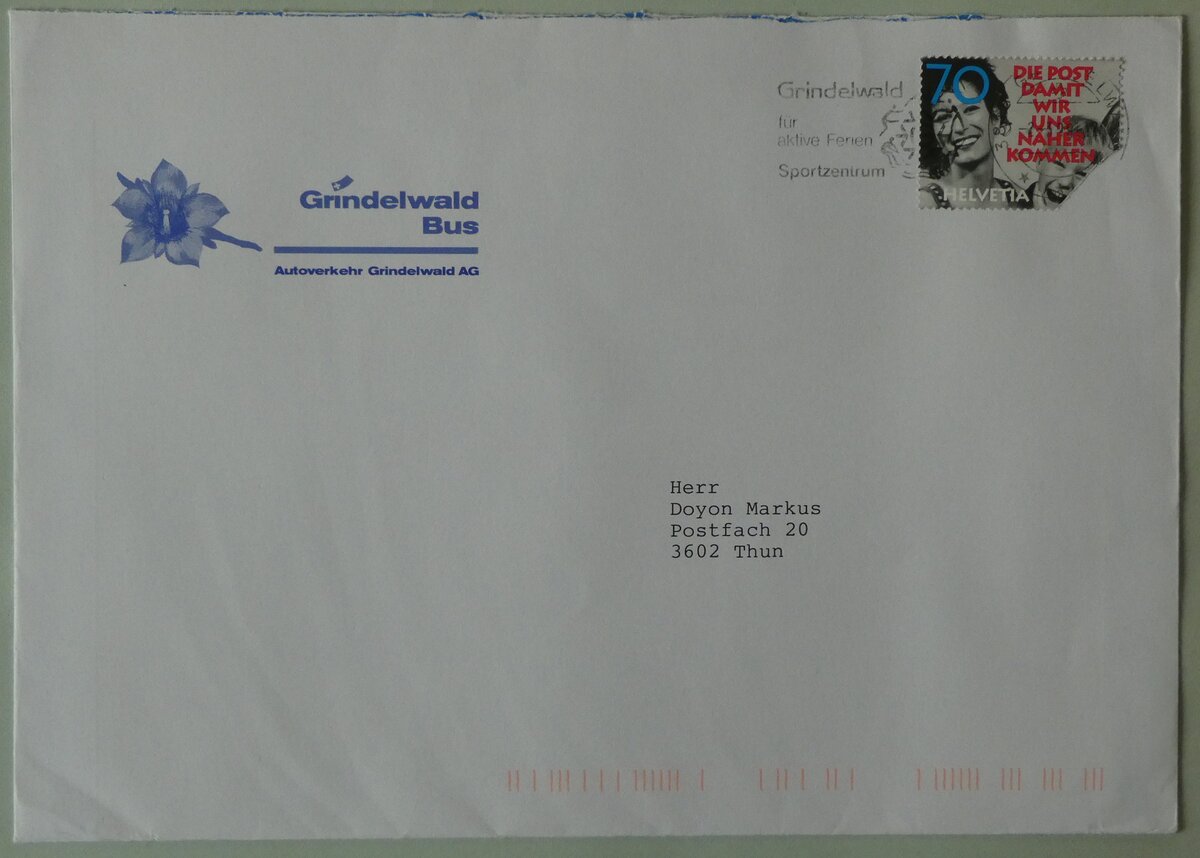 Grindelwald
Bus
Autoverkehr Grindelwald AG
Grindelwald
für
aktive Ferien
Sportzentrum
70
DIE POST
DAMIT
WIR
UNS
NÄHER
KOMMEN
HELVETIA
Herr
Doyon Markus
Postfach 20
3602 Thun